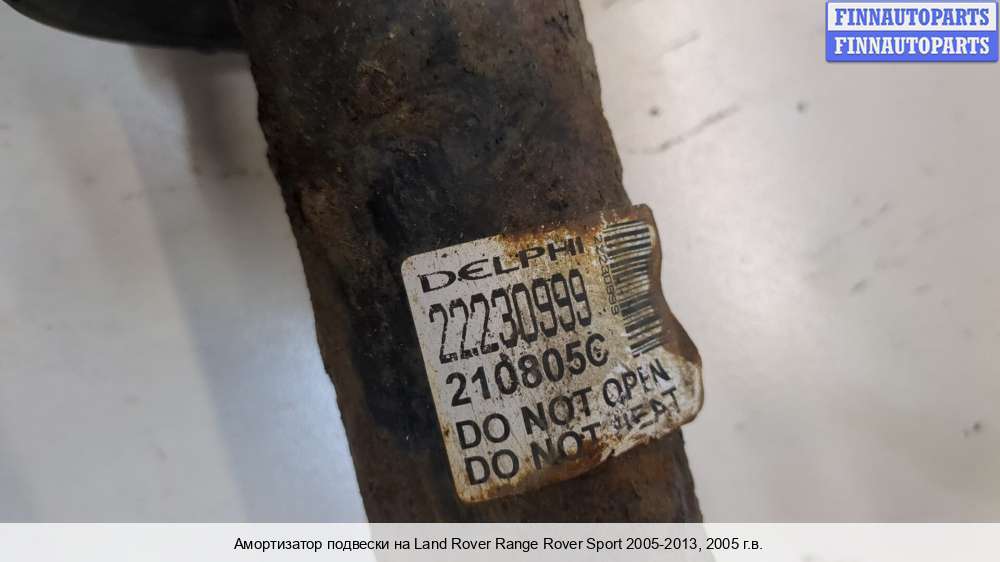 FINNAUTOPARTS
FINNAUTOPARTS
DELPHI
22230999
210805C
DO NOT OPEN
DO NOT HEAT
Амортизатор подвески на Land Rover Range Rover Sport 2005-2013, 2005 г.в.